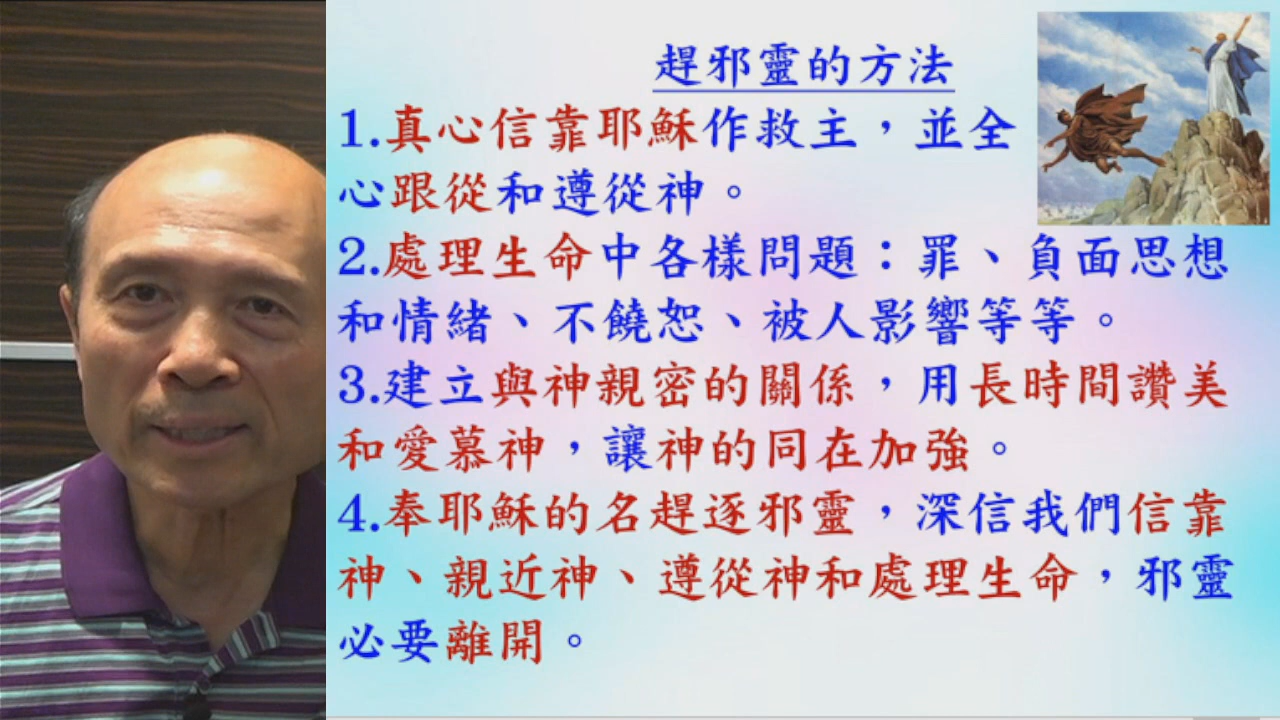 趕邪靈的方法
1.真心信靠耶穌作救主，並全
心跟從和遵從神。
2.處理生命中各樣問題：罪、負面思想
和情緒、不饒恕、被人影響等等。
3.建立與神親密的關係，用長時間讚美
和愛慕神，讓神的同在加強。
4.奉耶穌的名趕逐邪靈，深信我們信靠
神、親近神、遵從神和處理生命，邪靈
必要離開。